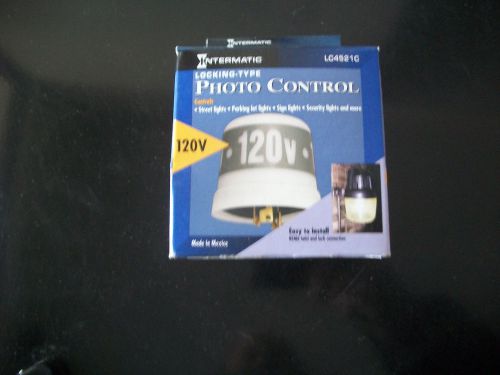 INTERMATIC
INTERMATIC LC4521C
LOCKING-TYPE
PHOTO CONTROL
Controls
• Street lights • Parking lot lights • Sign lights • Security lights and more
120V
120V
Easy to Install
NEMA twist and lock connectors
Made in Mexico